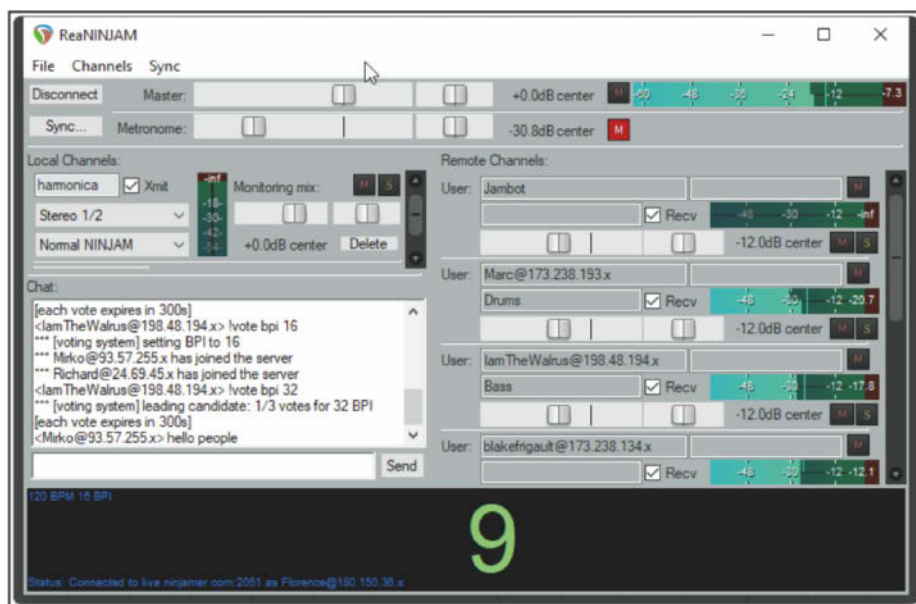 ReaNINJAM
File Channels Sync
Disconnect Master: +0.0dB center M -60 -48 -36 -24 -12 -7.3
Sync... Metronome: -30.8dB center M
Local Channels:
harmonica Xmit -inf Monitoring mix: M S
Stereo 1/2 -18- -30-
Normal NINJAM -42- -54- +0.0dB center Delete
Chat:
[each vote expires in 300s]
<IamTheWalrus@198.48.194.x> !vote bpi 16
*** [voting system] setting BPI to 16
*** Mirko@93.57.255.x has joined the server
*** Richard@24.69.45.x has joined the server
<IamTheWalrus@198.48.194.x> !vote bpi 32
*** [voting system] leading candidate: 1/3 votes for 32 BPI
[each vote expires in 300s]
<Mirko@93.57.255.x> hello people
Send
Remote Channels:
User: Jambot M
Recv -48 -30 -12 -inf
-12.0dB center M S
User: Marc@173.238.193.x M
Drums Recv -48 -30 -12 -20.7
-12.0dB center M S
User: IamTheWalrus@198.48.194.x M
Bass Recv -48 -30 -12 -17.8
-12.0dB center M S
User: blakefrigault@173.238.134.x M
Recv -48 -30 -12 -12.1
120 BPM 16 BPI
9
Status: Connected to live.ninjamer.com:2051 as Florence@180.150.36.x